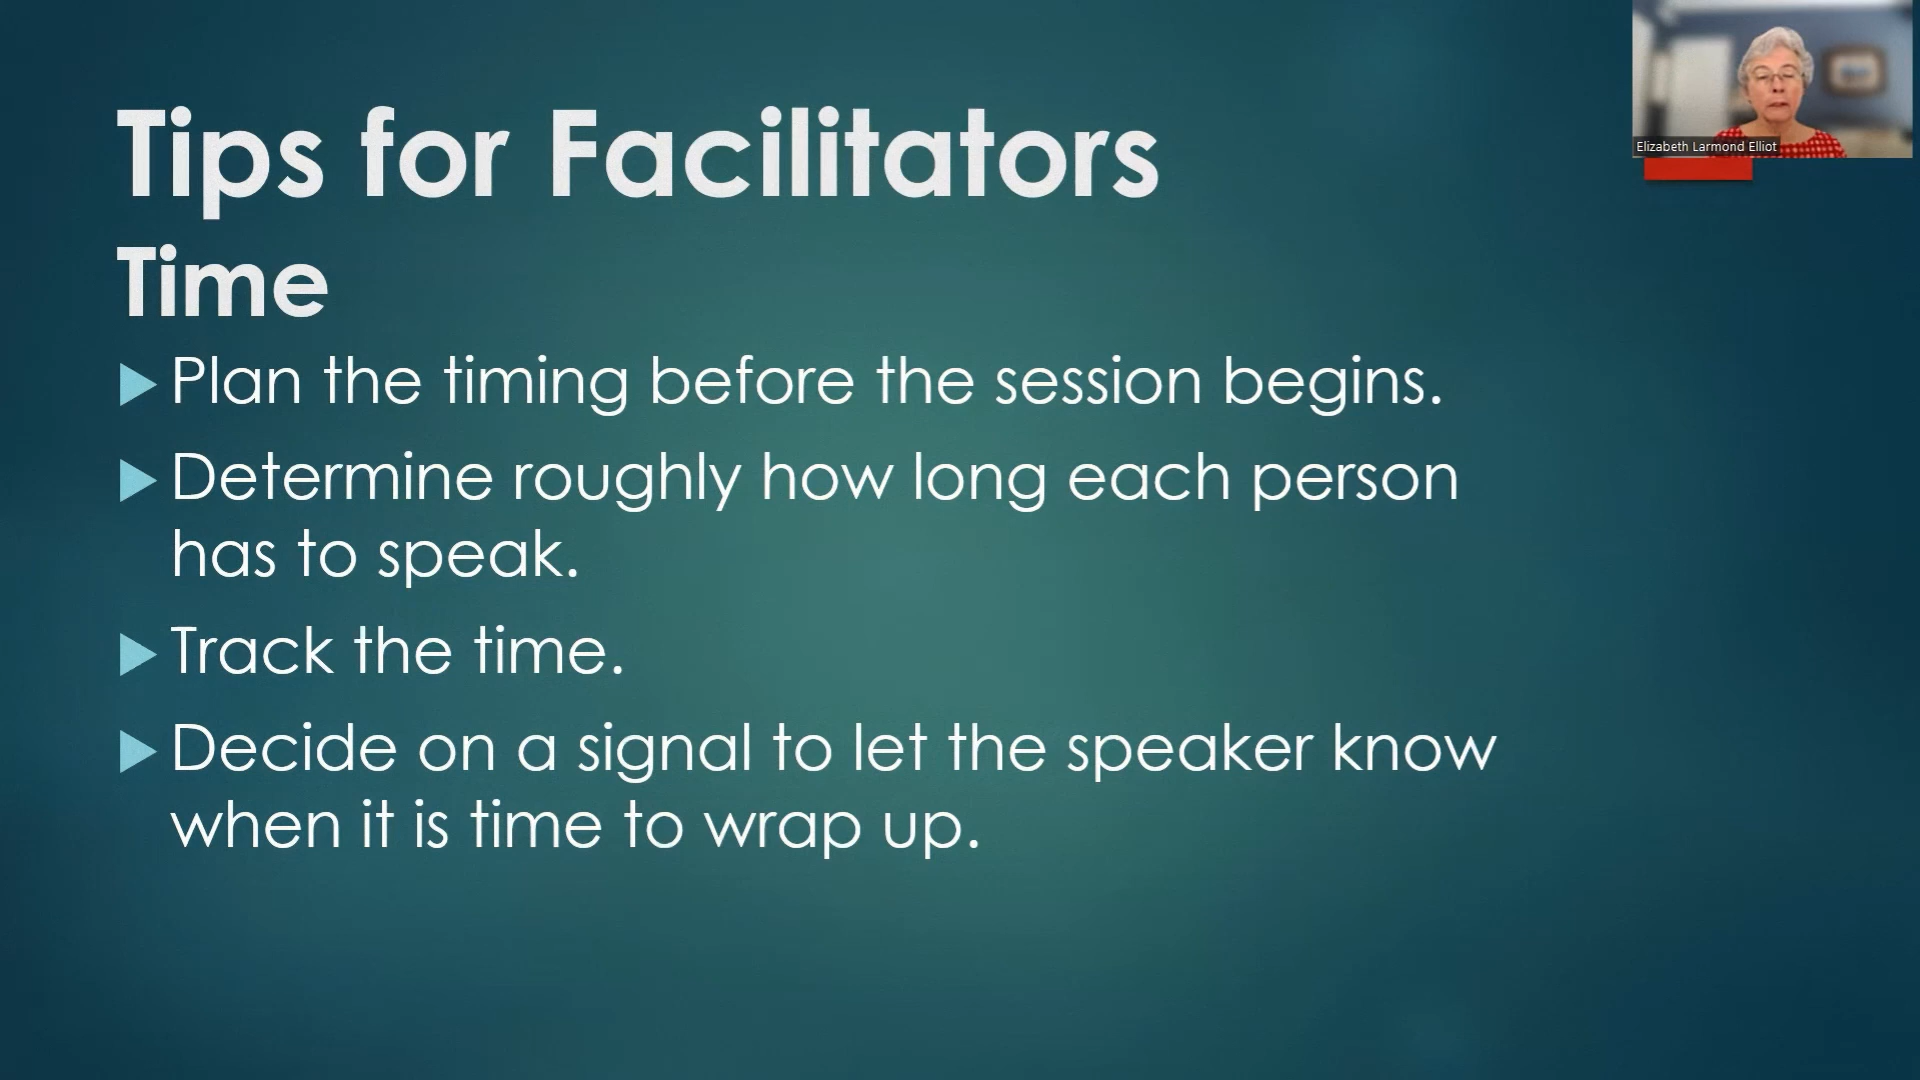 Tips for Facilitators
Time
Plan the timing before the session begins.
Determine roughly how long each person
has to speak.
Track the time.
Decide on a signal to let the speaker know
when it is time to wrap up.
Elizabeth Larmond Elliot